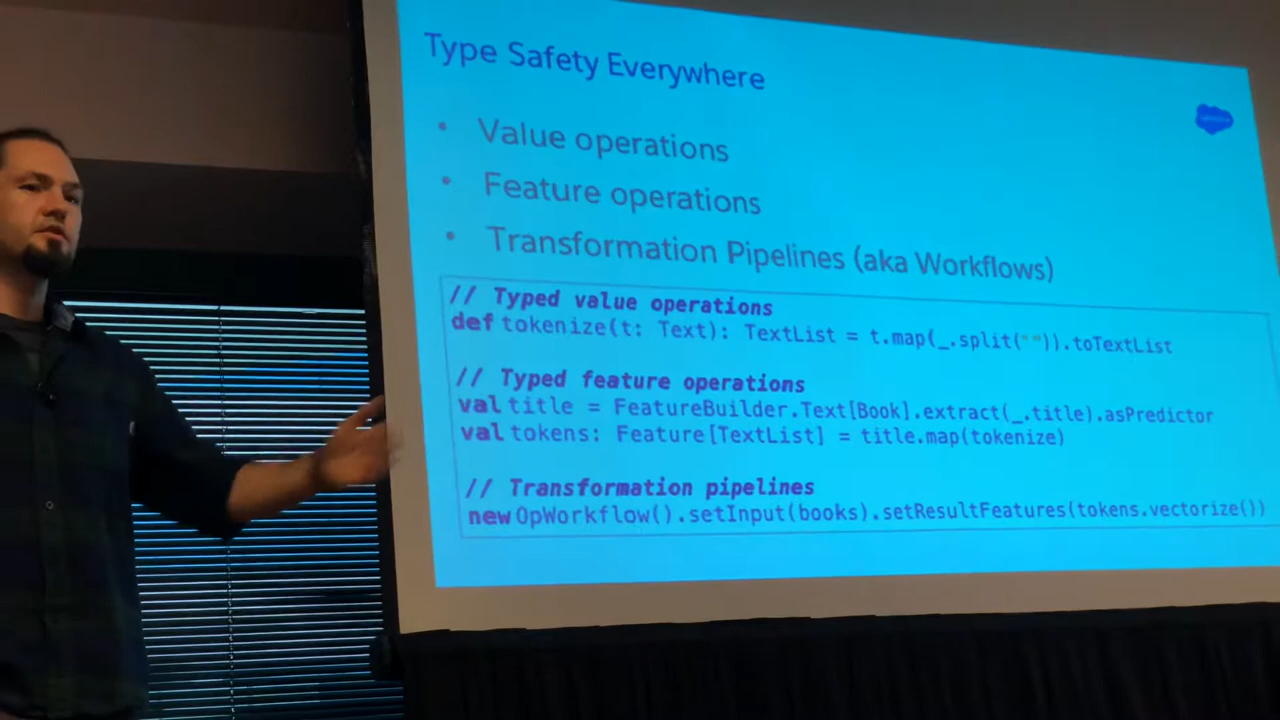 Type Safety Everywhere
• Value operations
• Feature operations
• Transformation Pipelines (aka Workflows)
// Typed value operations
def tokenize(t: Text): TextList = t.map(_.split(" ")).toTextList
// Typed feature operations
val title = FeatureBuilder.Text[Book].extract(_.title).asPredictor
val tokens: Feature[TextList] = title.map(tokenize)
// Transformation pipelines
new OpWorkflow().setInput(books).setResultFeatures(tokens.vectorize())